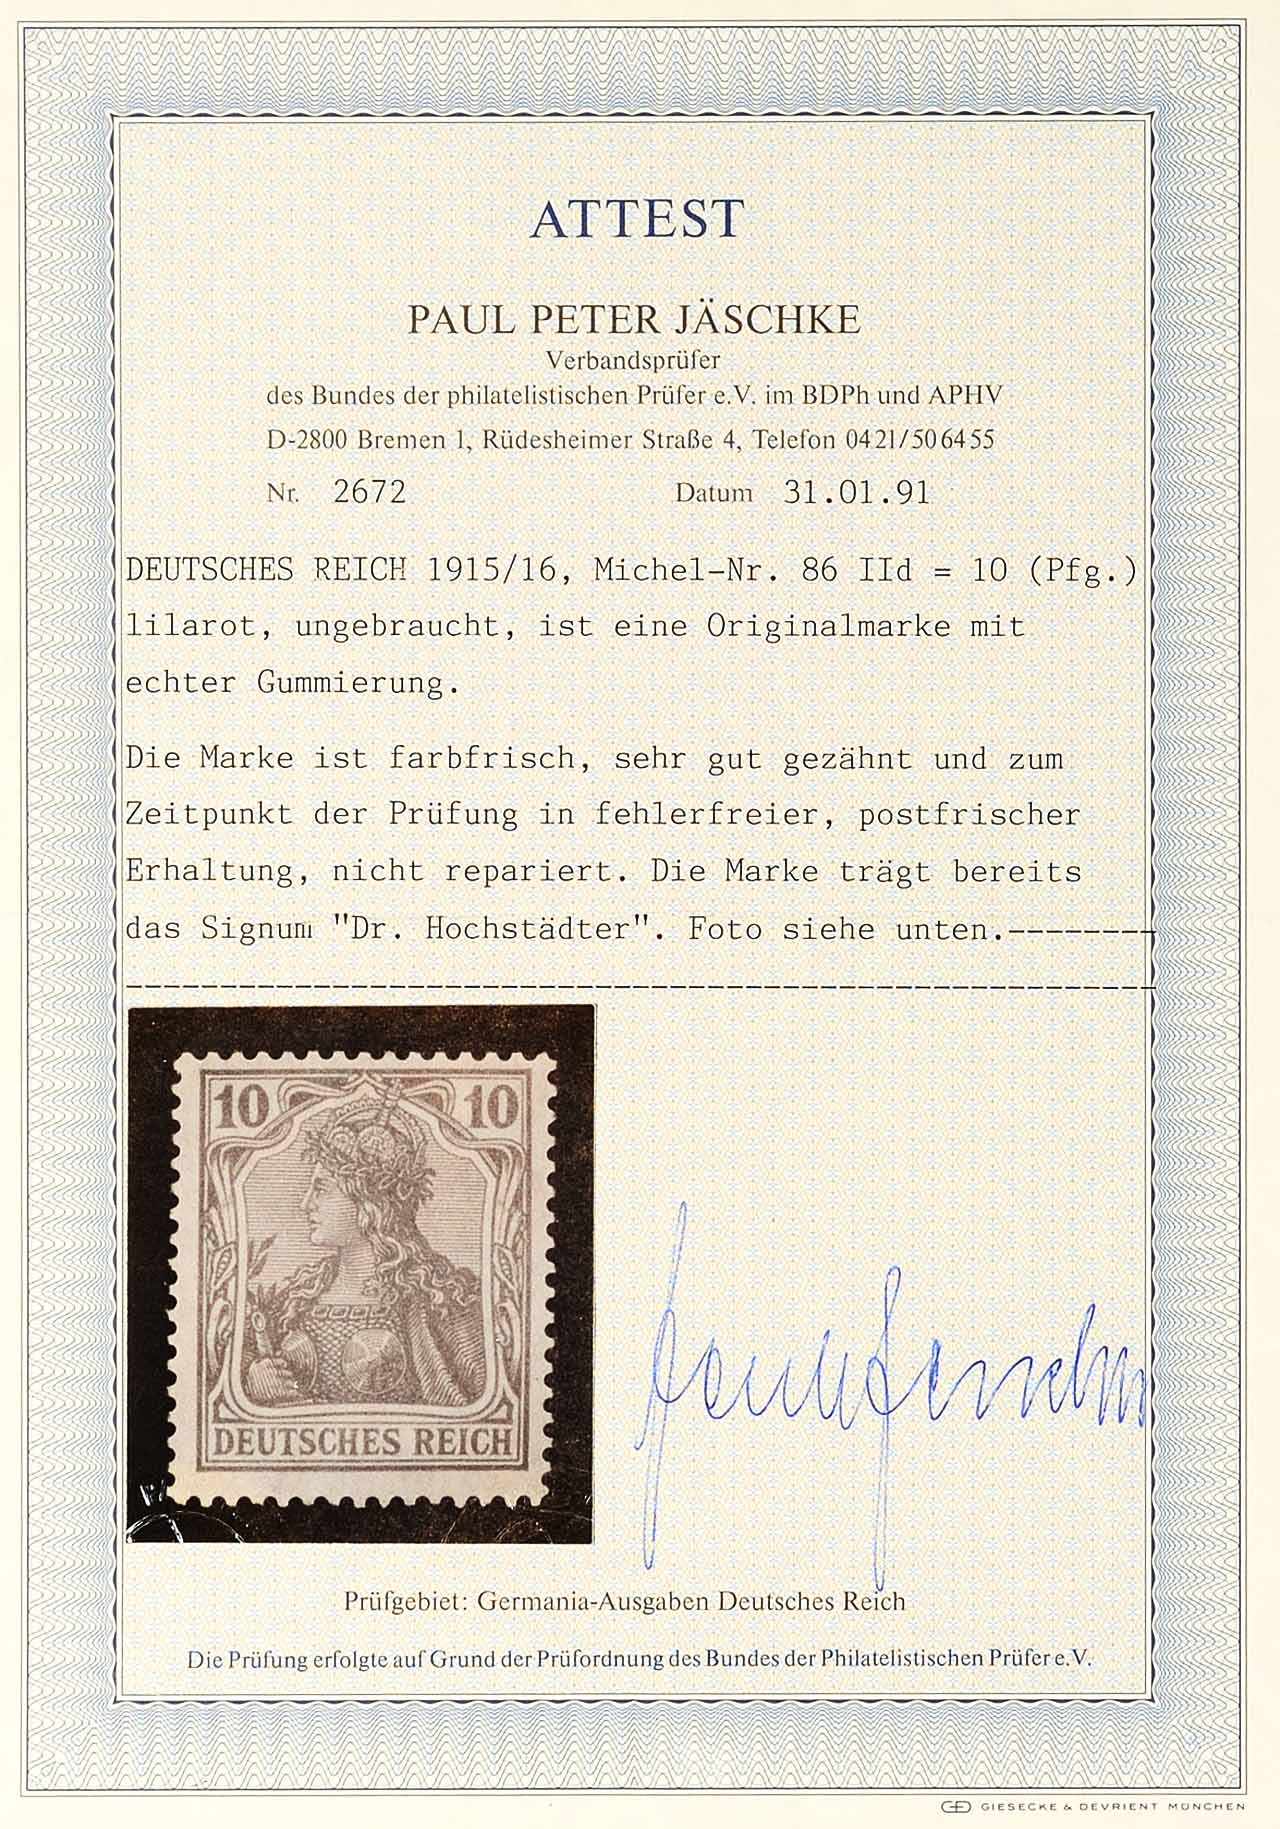 ATTEST
PAUL PETER JÄSCHKE
Verbandsprüfer
des Bundes der philatelistischen Prüfer e.V. im BDPh und APHV
D-2800 Bremen 1, Rüdesheimer Straße 4, Telefon 0421/506455
Nr. 2672 Datum 31.01.91
DEUTSCHES REICH 1915/16, Michel-Nr. 86 IId = 10 (Pfg.)
lilarot, ungebraucht, ist eine Originalmarke mit
echter Gummierung.
Die Marke ist farbfrisch, sehr gut gezähnt und zum
Zeitpunkt der Prüfung in fehlerfreier, postfrischer
Erhaltung, nicht repariert. Die Marke trägt bereits
das Signum "Dr. Hochstädter". Foto siehe unten.--------
10 10
DEUTSCHES REICH
Prüfgebiet: Germania-Ausgaben Deutsches Reich
Die Prüfung erfolgte auf Grund der Prüfordnung des Bundes der Philatelistischen Prüfer e.V.
GIESECKE & DEVRIENT MÜNCHEN